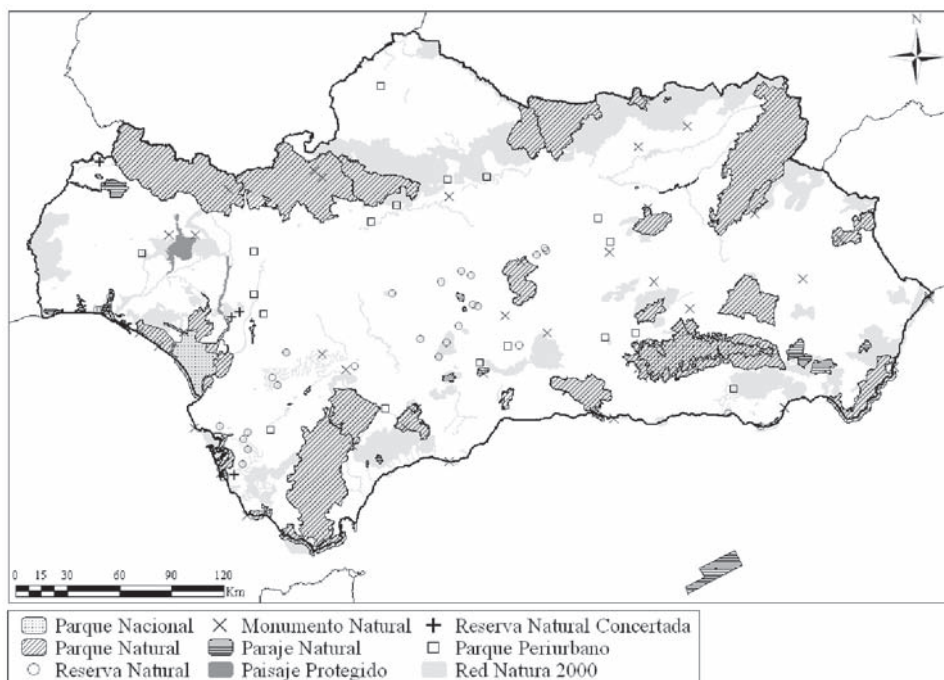 N
0 15 30 60 90 120
Km
Parque Nacional
Monumento Natural
Reserva Natural Concertada
Parque Natural
Paraje Natural
Parque Periurbano
Reserva Natural
Paisaje Protegido
Red Natura 2000